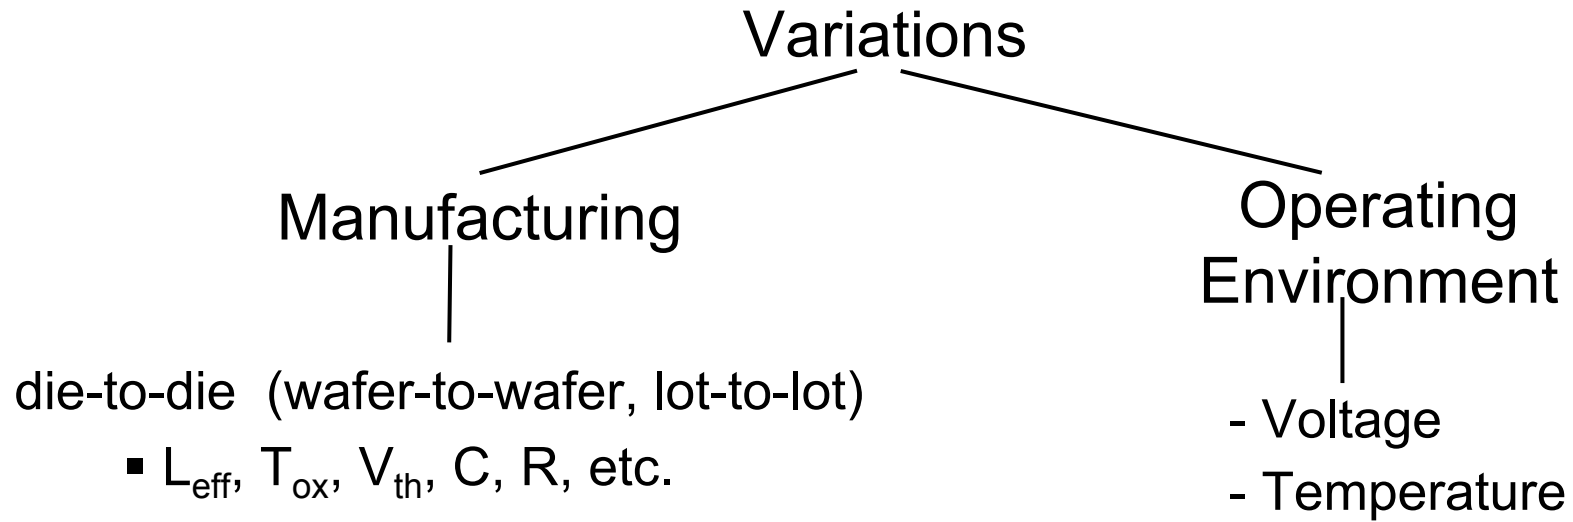 Variations
Manufacturing
Operating
Environment
die-to-die (wafer-to-wafer, lot-to-lot)
▪ Leff, Tox, Vth, C, R, etc.
- Voltage
- Temperature